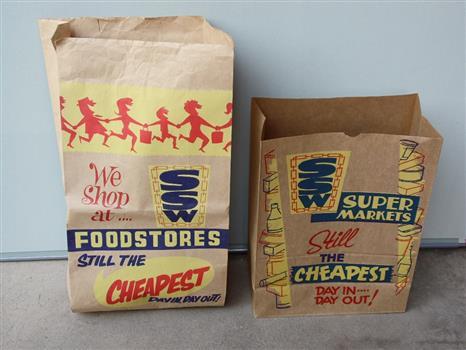 We
Shop
at ....
SSW
FOODSTORES
STILL THE
CHEAPEST
DAY IN, DAY OUT!
SSW
SUPER
MARKETS
Still
THE
CHEAPEST
DAY IN....
DAY OUT!